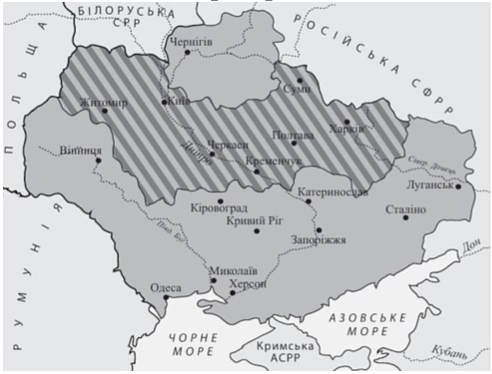 БІЛОРУСЬКА
СРР
РОСІЙСЬКА СФРР
ПОЛЬЩА
РУМУНІЯ
Чернігів
Суми
Житомир
Київ
Харків
Полтава
Черкаси
Дніпро
Кременчук
Вінниця
Сівер. Донець
Луганськ
Катеринослав
Кіровоград
Кривий Ріг
Сталіно
Запоріжжя
Півд. Буг
Дон
Миколаїв
Херсон
Одеса
АЗОВСЬКЕ
МОРЕ
ЧОРНЕ
МОРЕ
Кримська
АСРР
Кубань